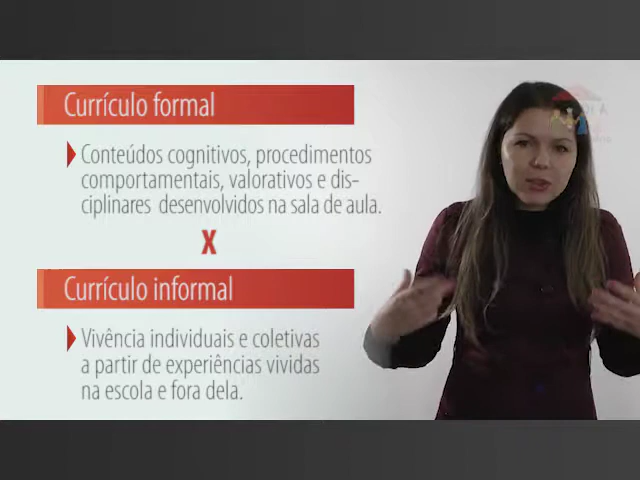 Currículo formal
Conteúdos cognitivos, procedimentos
comportamentais, valorativos e dis-
ciplinares desenvolvidos na sala de aula.
X
Currículo informal
Vivência individuais e coletivas
a partir de experiências vividas
na escola e fora dela.